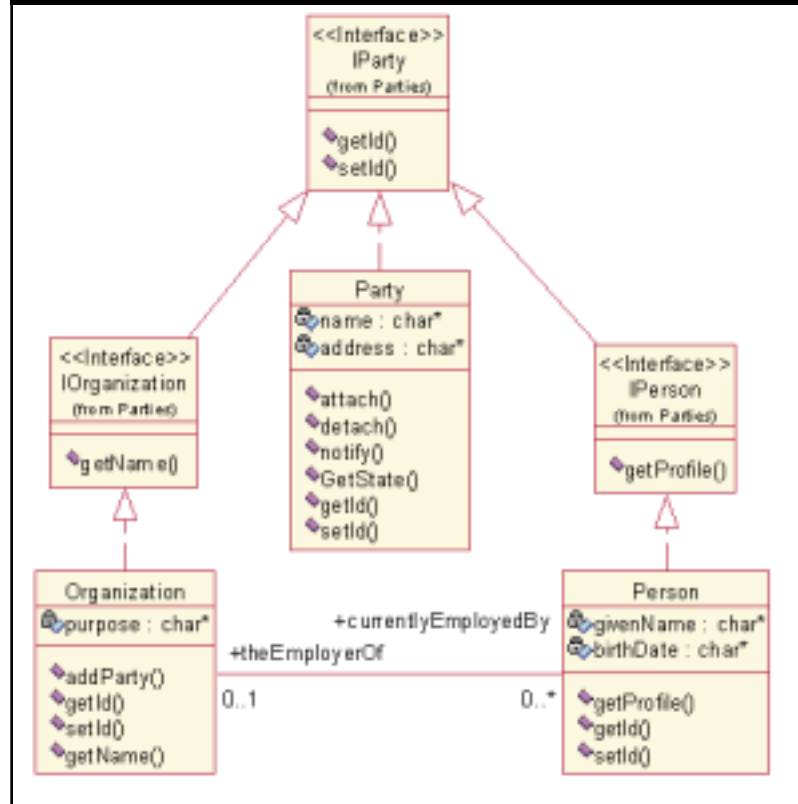 <<Interface>>
IParty
(from Parties)
getId()
setId()
Party
name : char*
address : char*
attach()
detach()
notify()
GetState()
getId()
setId()
<<Interface>>
IOrganization
(from Parties)
getName()
<<Interface>>
IPerson
(from Parties)
getProfile()
Organization
purpose : char*
addParty()
getId()
setId()
getName()
+currentlyEmployedBy
+theEmployerOf
0..1
0..*
Person
givenName : char*
birthDate : char*
getProfile()
getId()
setId()